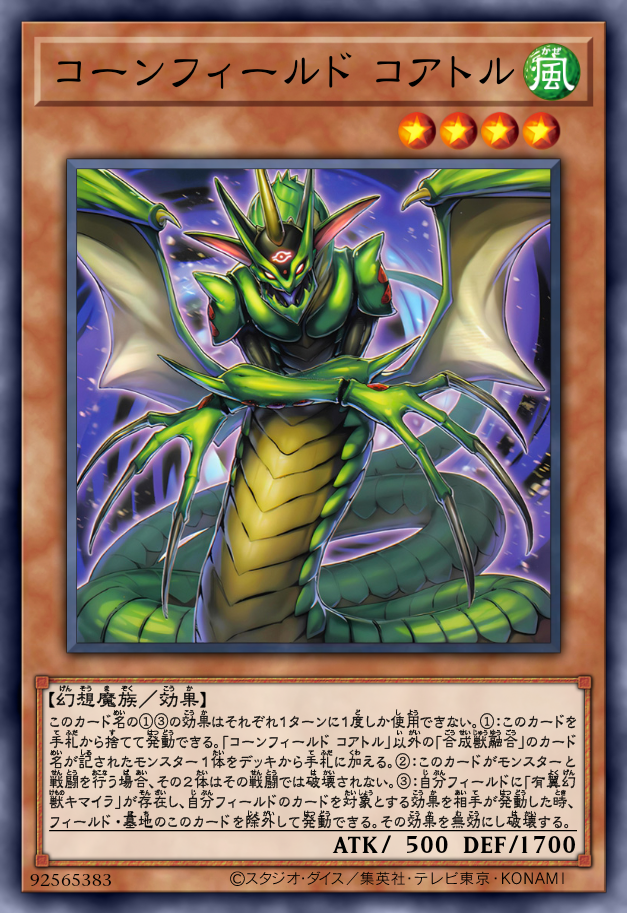 コーンフィールド コアトル
風
【幻想魔族／効果】
このカード名の①③の効果はそれぞれ1ターンに1度しか使用できない。①:このカードを
手札から捨てて発動できる。「コーンフィールド コアトル」以外の「合成獣融合」のカード
名が記されたモンスター1体をデッキから手札に加える。②:このカードがモンスターと
戦闘を行う場合、その2体はその戦闘では破壊されない。③:自分フィールドに「有翼幻
獣キマイラ」が存在し、自分フィールドのカードを対象とする効果を相手が発動した時、
フィールド・墓地のこのカードを除外して発動できる。その効果を無効にし破壊する。
ATK/ 500 DEF/1700
92565383 ©スタジオ・ダイス／集英社・テレビ東京・KONAMI